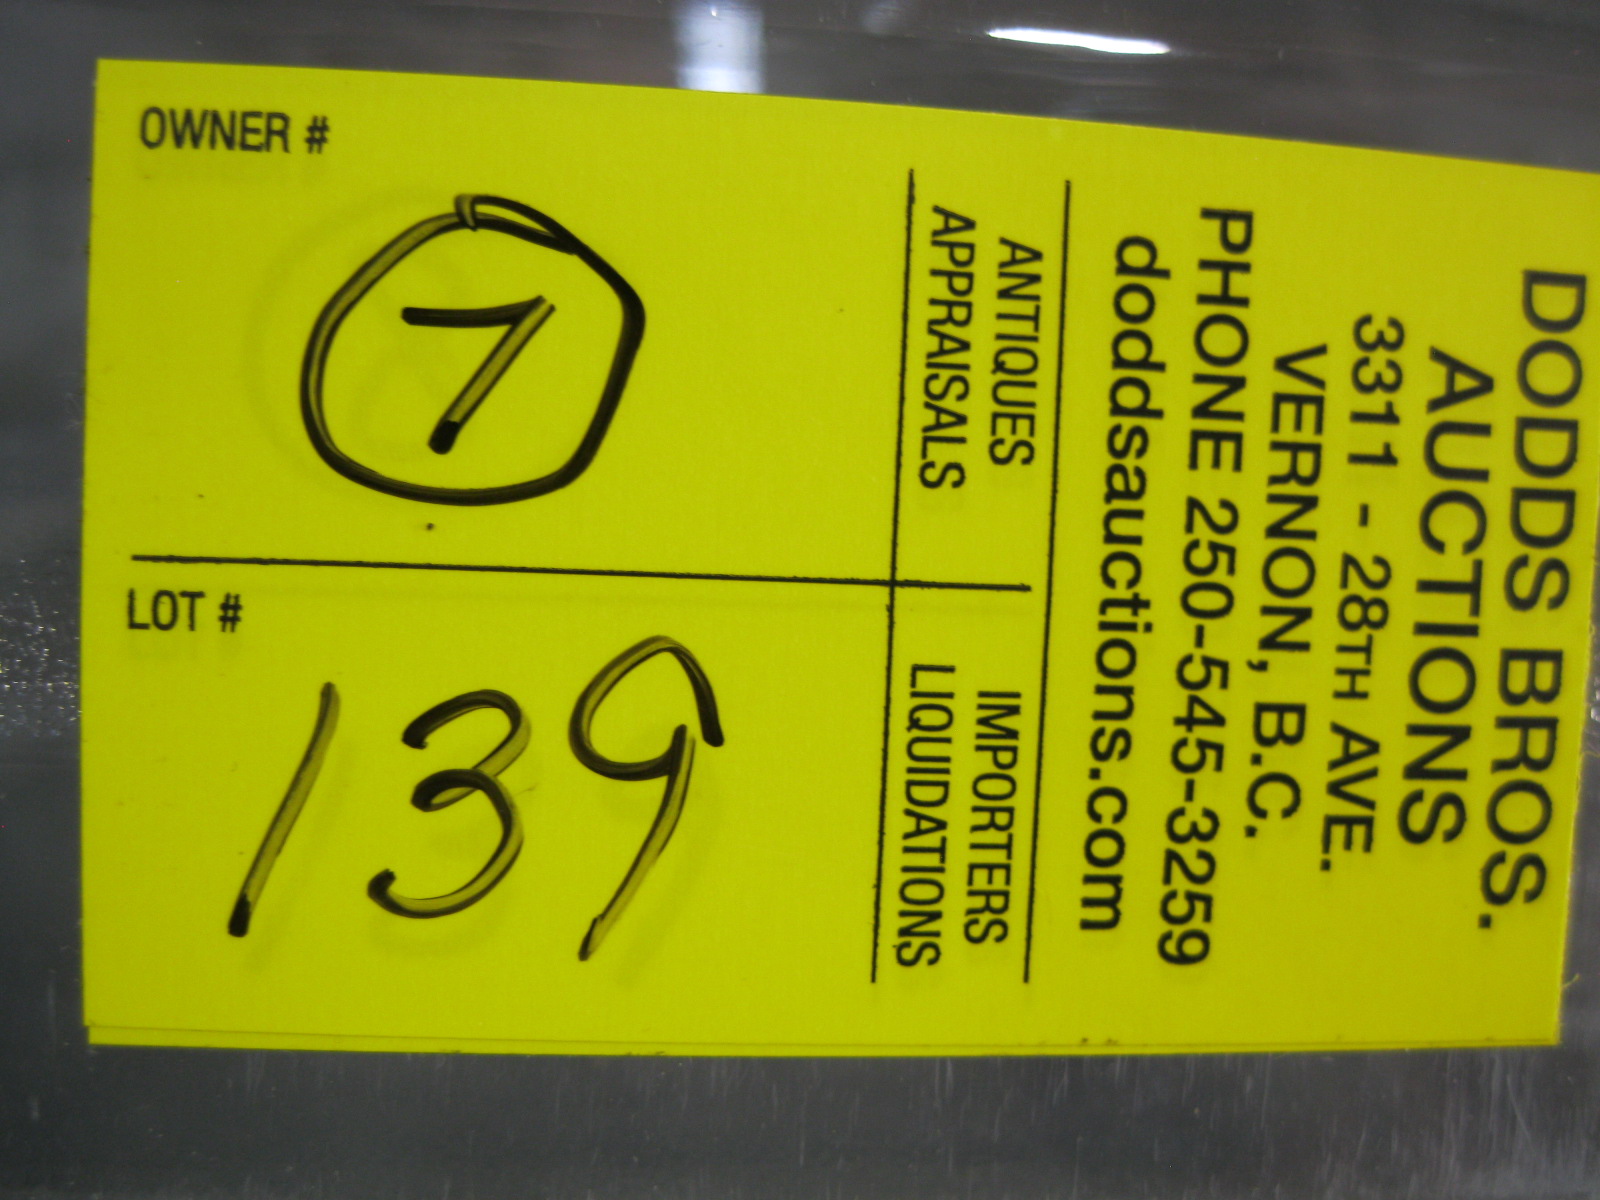 DODDS BROS.
AUCTIONS
3311 - 28TH AVE.
VERNON, B.C.
PHONE 250-545-3259
doddsauctions.com
ANTIQUES
APPRAISALS
IMPORTERS
LIQUIDATIONS
OWNER #
7
LOT #
139